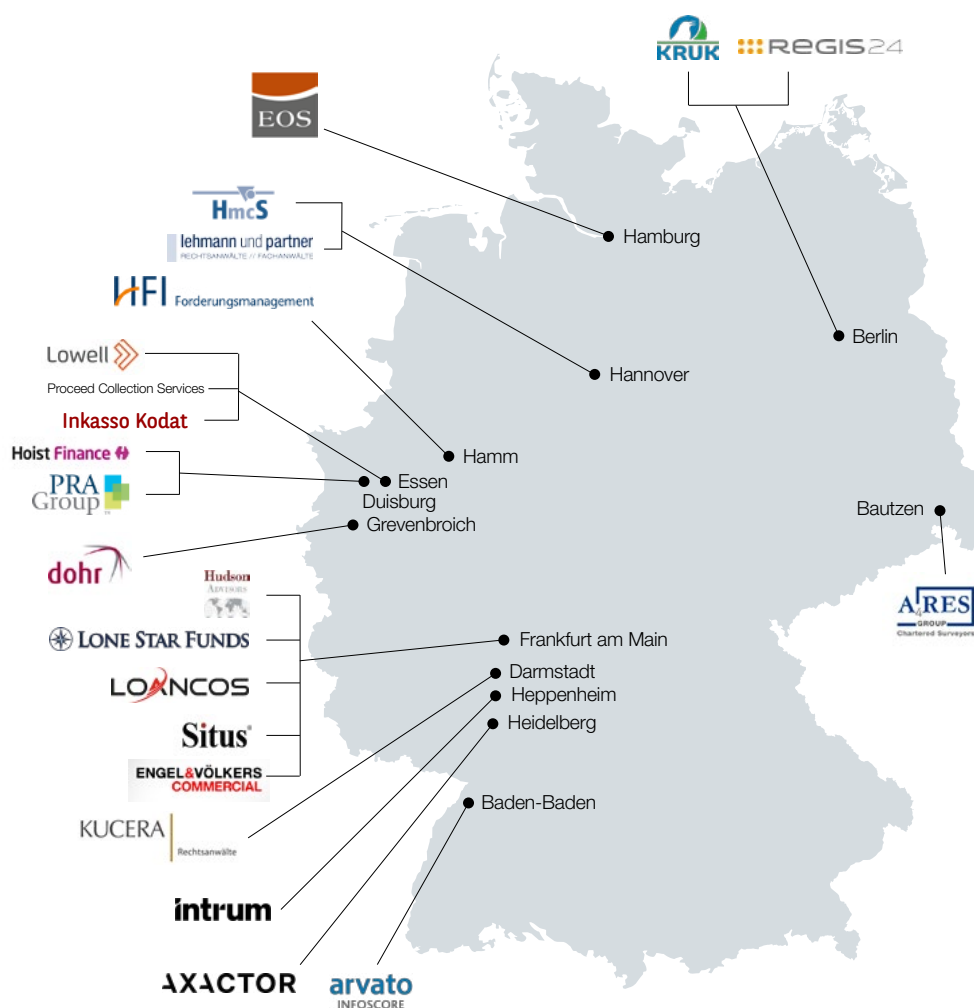 KRUK
REGIS24
EOS
HmcS
lehmann und partner
RECHTSANWÄLTE // FACHANWÄLTE
Hamburg
HFI Forderungsmanagement
Berlin
Lowell
Hannover
Proceed Collection Services
Inkasso Kodat
Hoist Finance
Hamm
PRA
Group
Essen
Duisburg
Grevenbroich
Bautzen
dohr
Hudson
ADVISORS
A4RES
GROUP
Chartered Surveyors
LONE STAR FUNDS
Frankfurt am Main
Darmstadt
LOANCOS
Heppenheim
Heidelberg
Situs
ENGEL&VÖLKERS
COMMERCIAL
Baden-Baden
KUCERA
Rechtsanwälte
intrum
AXACTOR
arvato
INFOSCORE